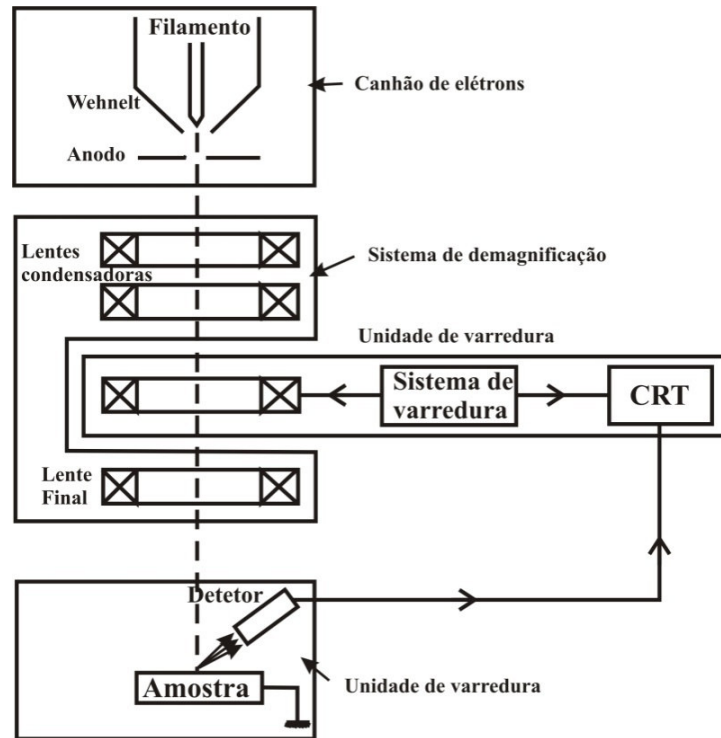 Filamento
Canhão de elétrons
Wehnelt
Anodo
Lentes
condensadoras
Sistema de demagnificação
Unidade de varredura
Sistema de
varredura
CRT
Lente
Final
Detetor
Amostra
Unidade de varredura